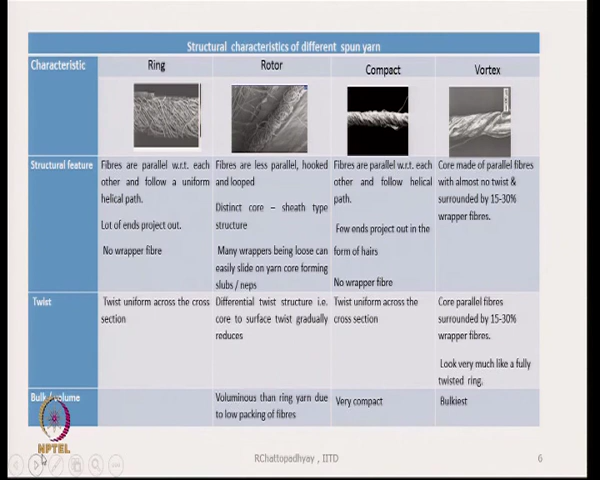 Structural characteristics of different spun yarn
Characteristic
Ring
Rotor
Compact
Vortex
Structural feature
Fibres are parallel w.r.t. each
other and follow a uniform
helical path.
Lot of ends project out.
No wrapper fibre
Fibres are less parallel, hooked
and looped
Distinct core – sheath type
structure
Many wrappers being loose can
easily slide on yarn core forming
slubs / neps
Fibres are parallel w.r.t. each
other and follow helical
path.
Few ends project out in the
form of hairs
No wrapper fibre
Core made of parallel fibres
with almost no twist &
surrounded by 15-30%
wrapper fibres.
Twist
Twist uniform across the cross
section
Differential twist structure i.e.
core to surface twist gradually
reduces
Twist uniform across the
cross section
Core parallel fibres
surrounded by 15-30%
wrapper fibres.
Look very much like a fully
twisted ring.
Bulk / volume
Voluminous than ring yarn due
to low packing of fibres
Very compact
Bulkiest
NPTEL
RChattopadhyay , IITD
6